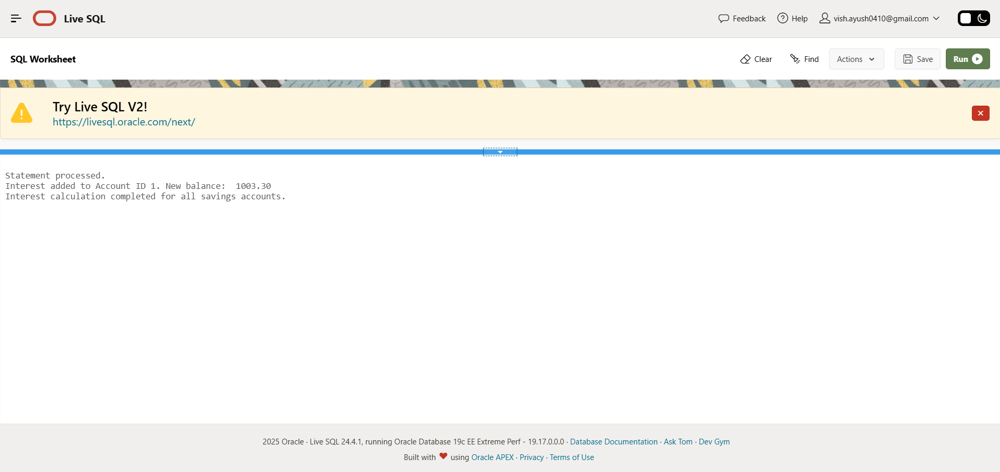 Live SQL
Feedback
Help
vish.ayush0410@gmail.com
SQL Worksheet
Clear
Find
Actions
Save
Run
Try Live SQL V2!
https://livesql.oracle.com/next/
Statement processed.
Interest added to Account ID 1. New balance:  1003.30
Interest calculation completed for all savings accounts.
2025 Oracle · Live SQL 24.4.1, running Oracle Database 19c EE Extreme Perf - 19.17.0.0.0 · Database Documentation · Ask Tom · Dev Gym
Built with ❤ using Oracle APEX · Privacy · Terms of Use